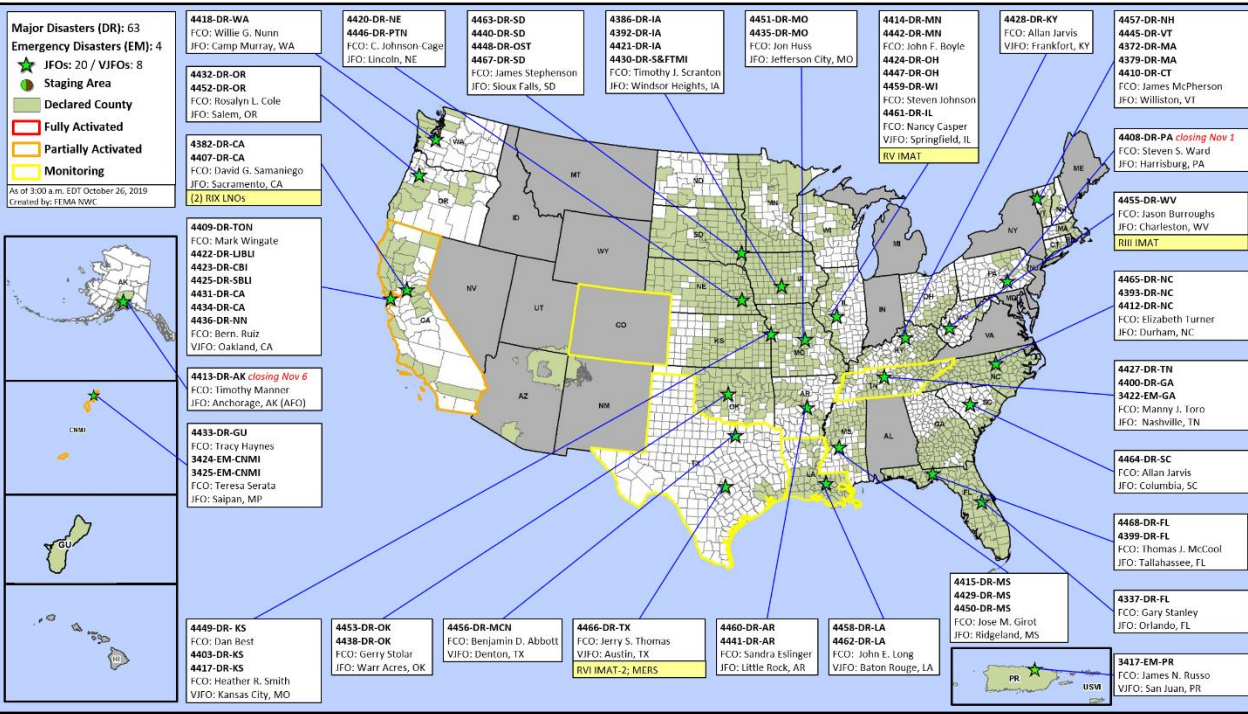 Major Disasters (DR): 63
Emergency Disasters (EM): 4
JFOs: 20 / VJFOs: 8
Staging Area
Declared County
Fully Activated
Partially Activated
Monitoring
As of 3:00 a.m. EDT October 26, 2019
Created by: FEMA NWC
4418-DR-WA
FCO: Willie G. Nunn
JFO: Camp Murray, WA
4420-DR-NE
4446-DR-PTN
FCO: C. Johnson-Cage
JFO: Lincoln, NE
4463-DR-SD
4440-DR-SD
4448-DR-OST
4467-DR-SD
FCO: James Stephenson
JFO: Sioux Falls, SD
4386-DR-IA
4392-DR-IA
4421-DR-IA
4430-DR-S&FTMI
FCO: Timothy J. Scranton
JFO: Windsor Heights, IA
4451-DR-MO
4435-DR-MO
FCO: Jon Huss
JFO: Jefferson City, MO
4414-DR-MN
4442-DR-MN
FCO: John F. Boyle
4424-DR-OH
4447-DR-OH
4459-DR-WI
FCO: Steven Johnson
4461-DR-IL
FCO: Nancy Casper
VJFO: Springfield, IL
RV IMAT
4428-DR-KY
FCO: Allan Jarvis
VJFO: Frankfort, KY
4457-DR-NH
4445-DR-VT
4372-DR-MA
4379-DR-MA
4410-DR-CT
FCO: James McPherson
JFO: Williston, VT
4432-DR-OR
4452-DR-OR
FCO: Rosalyn L. Cole
JFO: Salem, OR
4408-DR-PA closing Nov 1
FCO: Steven S. Ward
JFO: Harrisburg, PA
4382-DR-CA
4407-DR-CA
FCO: David G. Samaniego
JFO: Sacramento, CA
(2) RIX LNOs
4455-DR-WV
FCO: Jason Burroughs
JFO: Charleston, WV
RIII IMAT
4409-DR-TON
FCO: Mark Wingate
4422-DR-LJBLI
4423-DR-CBI
4425-DR-SBLI
4431-DR-CA
4434-DR-CA
4436-DR-NN
FCO: Bern. Ruiz
VJFO: Oakland, CA
4465-DR-NC
4393-DR-NC
4412-DR-NC
FCO: Elizabeth Turner
JFO: Durham, NC
4413-DR-AK closing Nov 6
FCO: Timothy Manner
JFO: Anchorage, AK (AFO)
4427-DR-TN
4400-DR-GA
3422-EM-GA
FCO: Manny J. Toro
JFO: Nashville, TN
4433-DR-GU
FCO: Tracy Haynes
3424-EM-CNMI
3425-EM-CNMI
FCO: Teresa Serata
JFO: Saipan, MP
4464-DR-SC
FCO: Allan Jarvis
JFO: Columbia, SC
4468-DR-FL
4399-DR-FL
FCO: Thomas J. McCool
JFO: Tallahassee, FL
4337-DR-FL
FCO: Gary Stanley
JFO: Orlando, FL
4449-DR- KS
FCO: Dan Best
4403-DR-KS
4417-DR-KS
FCO: Heather R. Smith
VJFO: Kansas City, MO
4453-DR-OK
4438-DR-OK
FCO: Gerry Stolar
JFO: Warr Acres, OK
4456-DR-MCN
FCO: Benjamin D. Abbott
VJFO: Denton, TX
4466-DR-TX
FCO: Jerry S. Thomas
VJFO: Austin, TX
RVI IMAT-2; MERS
4460-DR-AR
4441-DR-AR
FCO: Sandra Eslinger
JFO: Little Rock, AR
4458-DR-LA
4462-DR-LA
FCO: John E. Long
VJFO: Baton Rouge, LA
4415-DR-MS
4429-DR-MS
4450-DR-MS
FCO: Jose M. Girot
JFO: Ridgeland, MS
3417-EM-PR
FCO: James N. Russo
VJFO: San Juan, PR
WA
MT
ND
MN
ME
OR
ID
SD
WI
NY
VT
NH
MA
CT
WY
MI
NE
IA
PA
NV
UT
CO
IL
IN
OH
CA
KS
MO
KY
VA
AZ
NM
OK
AR
TN
NC
SC
TX
LA
MS
AL
GA
FL
AK
CNMI
GU
HI
PR
USVI